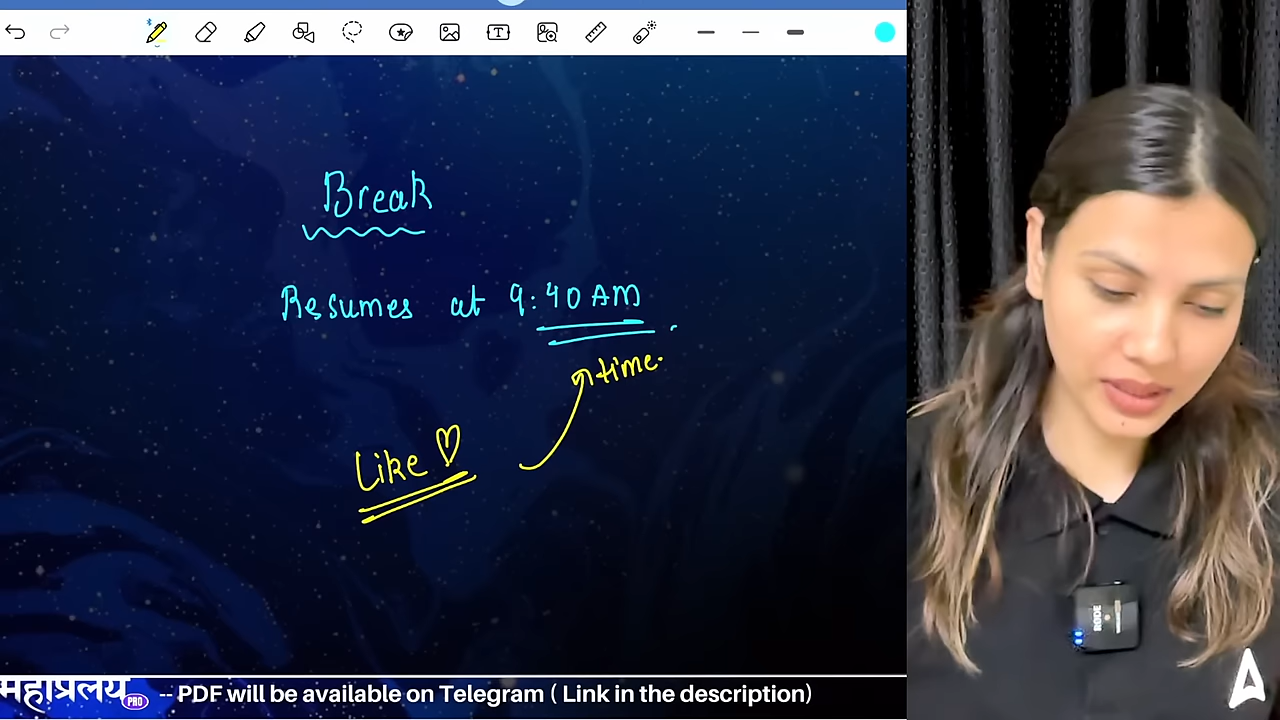 Break
Resumes at 9:40 AM.
time.
Like
महाप्रलय PRO -- PDF will be available on Telegram ( Link in the description)
RODE